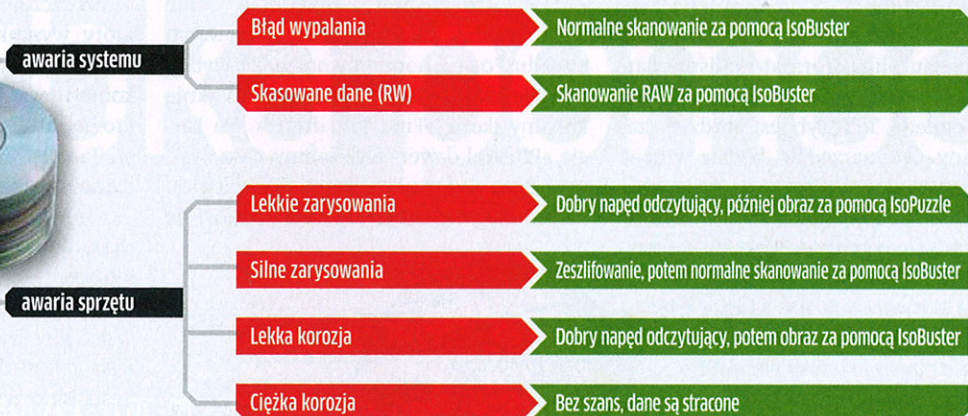 awaria systemu
Błąd wypalania
Normalne skanowanie za pomocą IsoBuster
Skasowane dane (RW)
Skanowanie RAW za pomocą IsoBuster
awaria sprzętu
Lekkie zarysowania
Dobry napęd odczytujący, później obraz za pomocą IsoPuzzle
Silne zarysowania
Zeszlifowanie, potem normalne skanowanie za pomocą IsoBuster
Lekka korozja
Dobry napęd odczytujący, potem obraz za pomocą IsoBuster
Ciężka korozja
Bez szans, dane są stracone